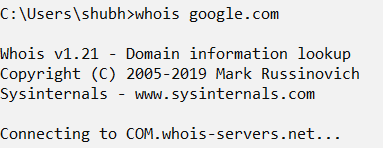 C:\Users\shubh>whois google.com
Whois v1.21 - Domain information lookup
Copyright (C) 2005-2019 Mark Russinovich
Sysinternals - www.sysinternals.com
Connecting to COM.whois-servers.net...